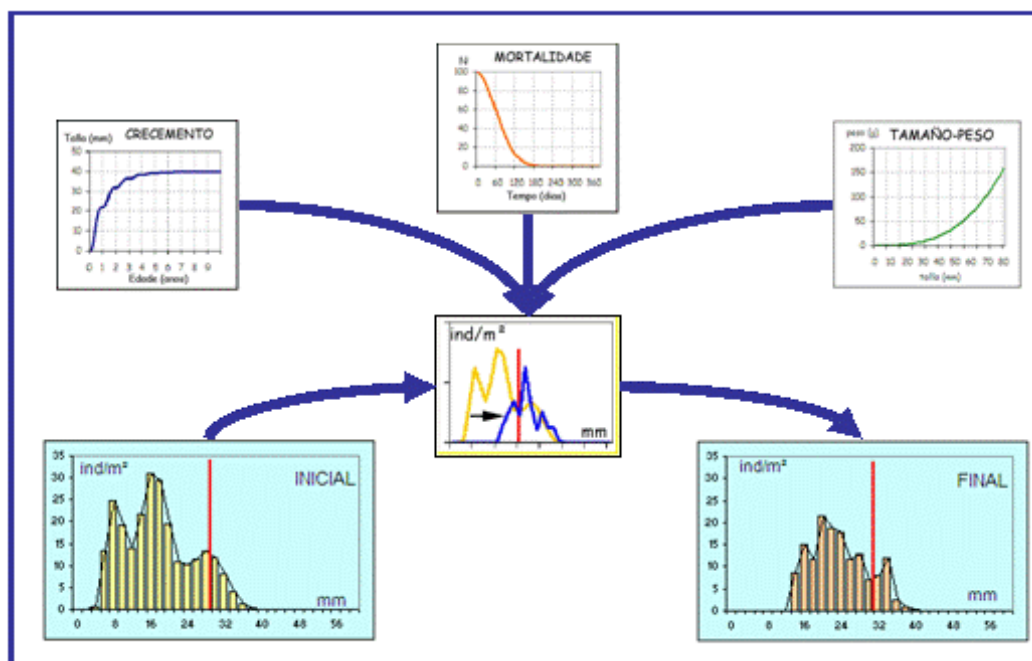 MORTALIDADE
N
100
80
60
40
20
0
0 60 120 180 240 300 360
Tempo (dias)
Talla (mm) CRECEMENTO
50
40
30
20
10
0
0 1 2 3 4 5 6 7 8 9
Edade (anos)
peso (g) TAMAÑO-PESO
200
150
100
50
0
0 10 20 30 40 50 60 70 80
Talla (mm)
ind/m²
mm
35
30
25
20
15
10
5
0
ind/m²
INICIAL
mm
0 8 16 24 32 40 48 56
35
30
25
20
15
10
5
0
ind/m²
FINAL
mm
0 8 16 24 32 40 48 56